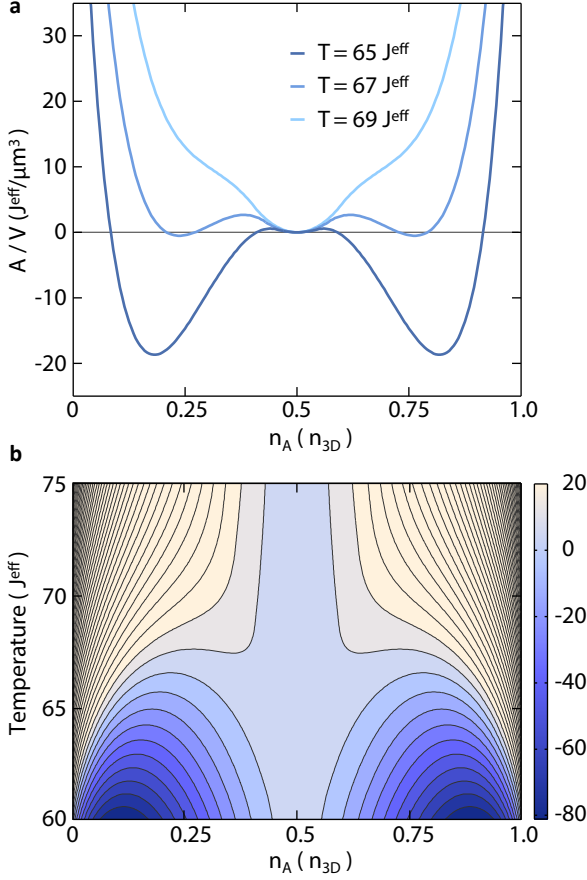 a
A / V (J^eff/μm³)
30
20
10
0
-10
-20
T = 65 J^eff
T = 67 J^eff
T = 69 J^eff
0
0.25
0.5
0.75
1.0
n_A ( n_3D )
b
Temperature ( J^eff )
75
70
65
60
0
0.25
0.5
0.75
1.0
n_A ( n_3D )
20
0
-20
-40
-60
-80